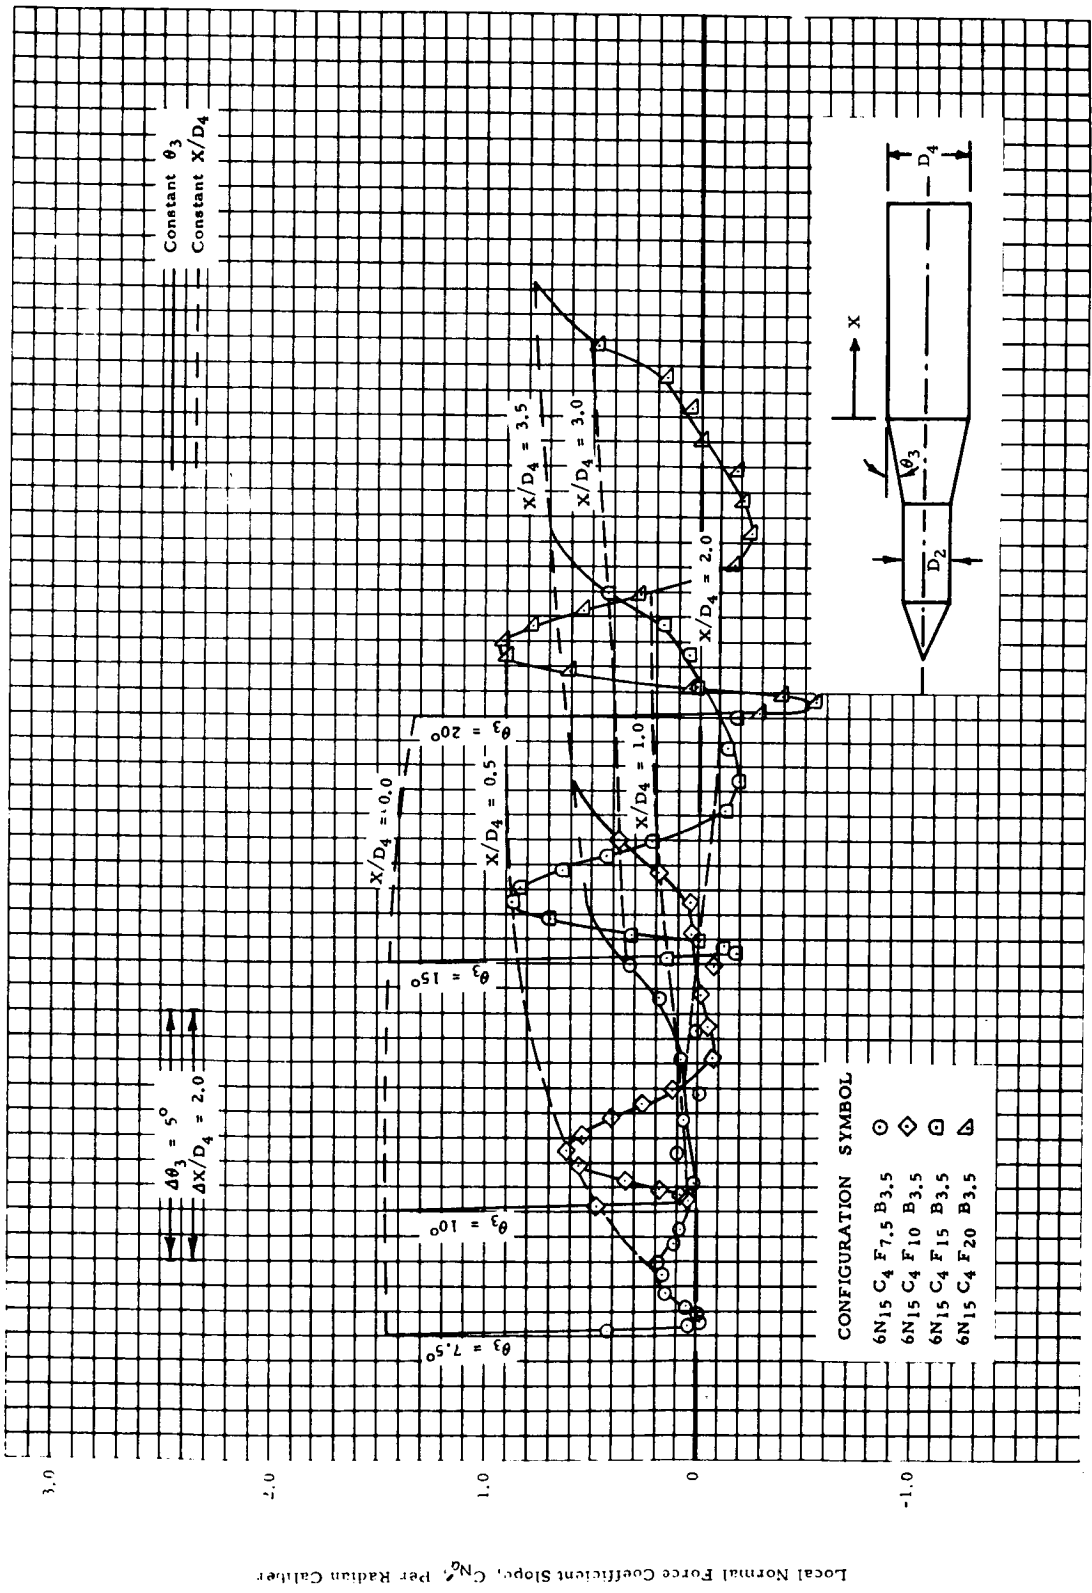 Local Normal Force Coefficient Slope, CNα′, Per Radian Caliber
3.0
2.0
1.0
0
-1.0
Δθ3 = 5°
ΔX/D4 = 2.0
Constant θ3
Constant X/D4
X/D4 = 0.0
X/D4 = 0.5
X/D4 = 1.0
X/D4 = 2.0
X/D4 = 3.0
X/D4 = 3.5
θ3 = 7.5°
θ3 = 10°
θ3 = 15°
θ3 = 20°
CONFIGURATION SYMBOL
6N15 C4 F7.5 B3.5
6N15 C4 F10 B3.5
6N15 C4 F15 B3.5
6N15 C4 F20 B3.5
D2
θ3
X
D4